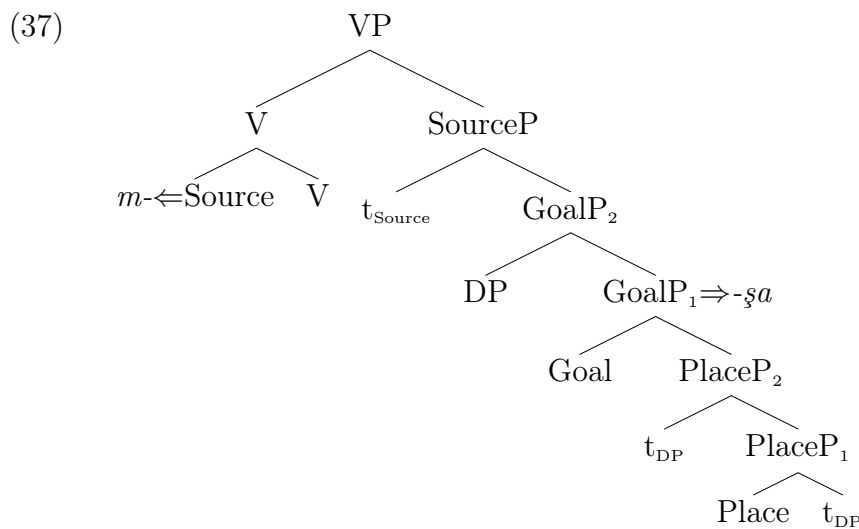 (37) VP
V SourceP
m-⇐Source V t_Source GoalP₂
DP GoalP₁⇒-şa
Goal PlaceP₂
t_DP PlaceP₁
Place t_DP